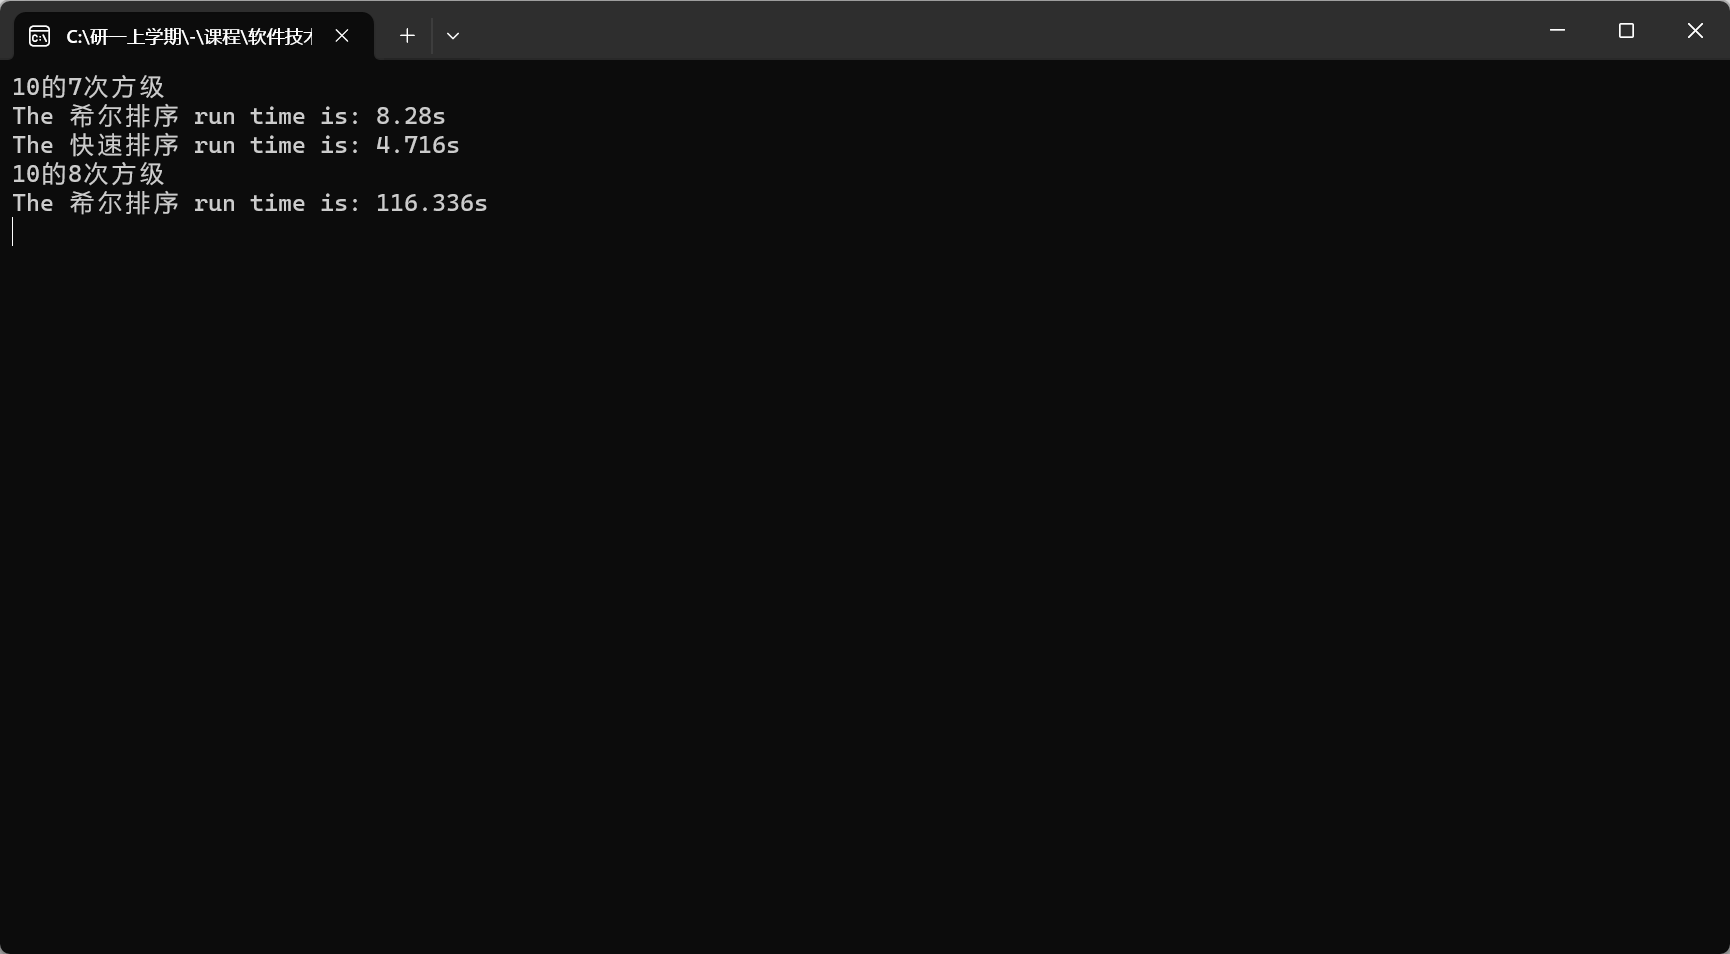 C:\研一上学期\-\课程\软件技
10的7次方级
The 希尔排序 run time is: 8.28s
The 快速排序 run time is: 4.716s
10的8次方级
The 希尔排序 run time is: 116.336s